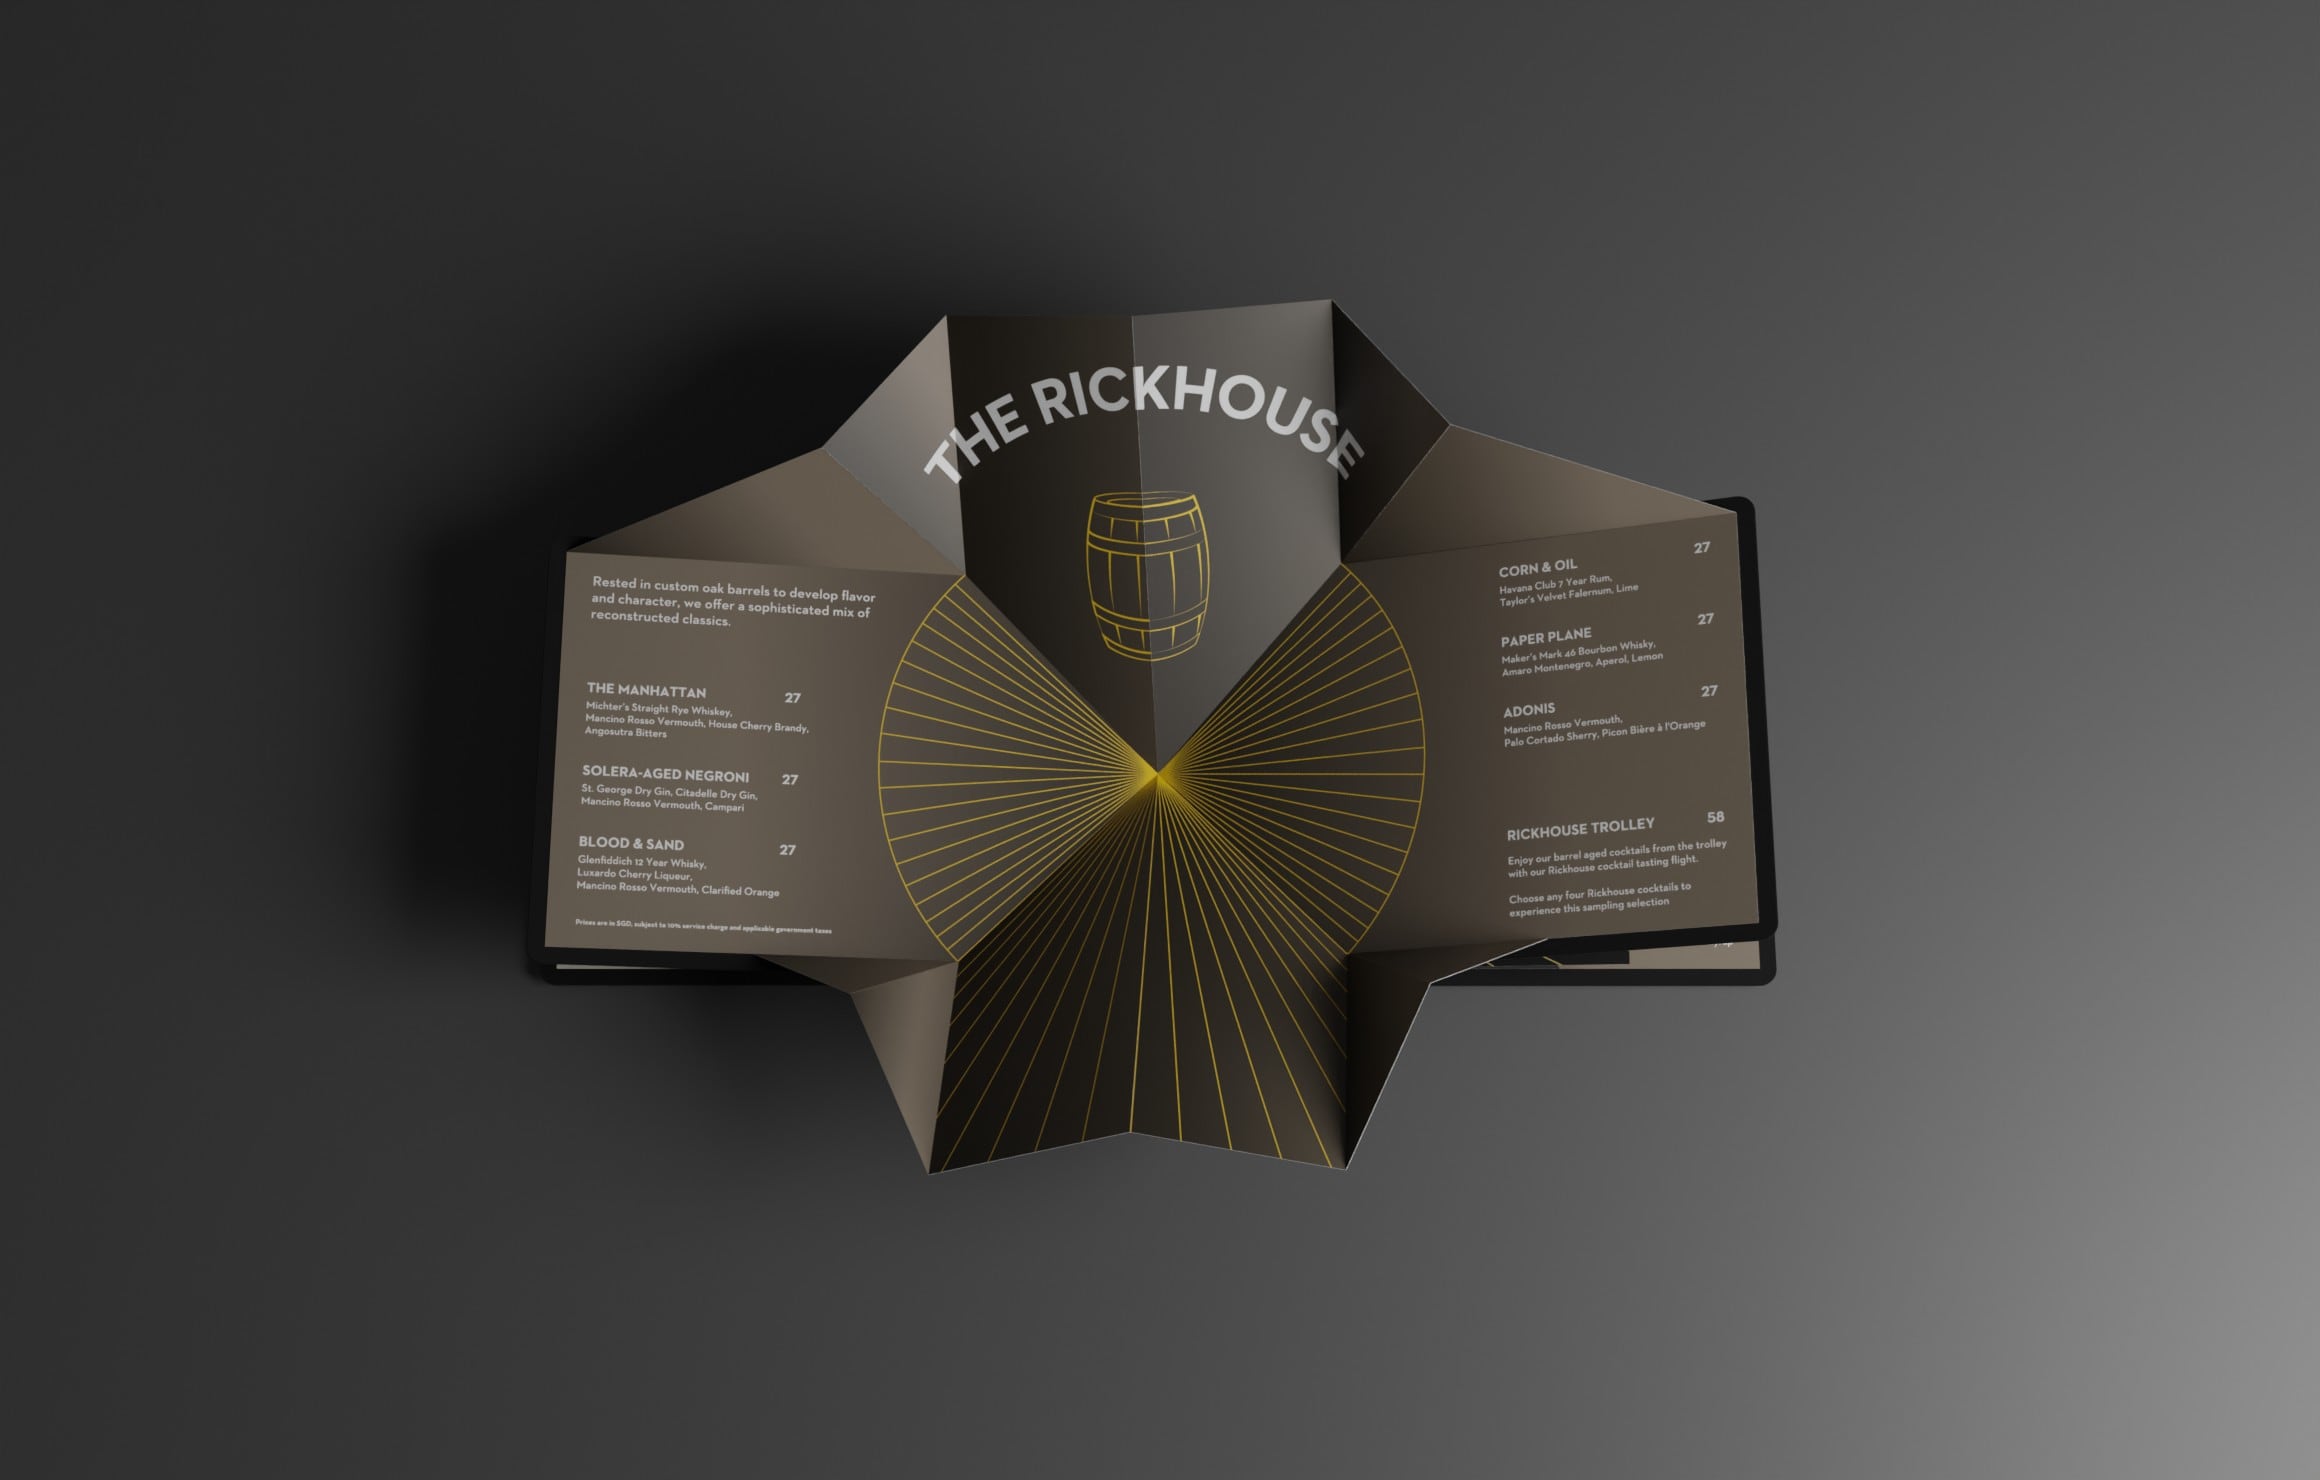 THE RICKHOUSE
Rested in custom oak barrels to develop flavor
and character, we offer a sophisticated mix of
reconstructed classics.
THE MANHATTAN 27
Michter's Straight Rye Whiskey,
Mancino Rosso Vermouth, House Cherry Brandy,
Angosutra Bitters
SOLERA-AGED NEGRONI 27
St. George Dry Gin, Citadelle Dry Gin,
Mancino Rosso Vermouth, Campari
BLOOD & SAND 27
Glenfiddich 12 Year Whisky,
Luxardo Cherry Liqueur,
Mancino Rosso Vermouth, Clarified Orange
Prices are in SGD, subject to 10% service charge and applicable government taxes
CORN & OIL 27
Havana Club 7 Year Rum,
Taylor's Velvet Falernum, Lime
PAPER PLANE 27
Maker's Mark 46 Bourbon Whisky,
Amaro Montenegro, Aperol, Lemon
ADONIS 27
Mancino Rosso Vermouth,
Palo Cortado Sherry, Picon Bière à l'Orange
RICKHOUSE TROLLEY 58
Enjoy our barrel aged cocktails from the trolley
with our Rickhouse cocktail tasting flight.
Choose any four Rickhouse cocktails to
experience this sampling selection